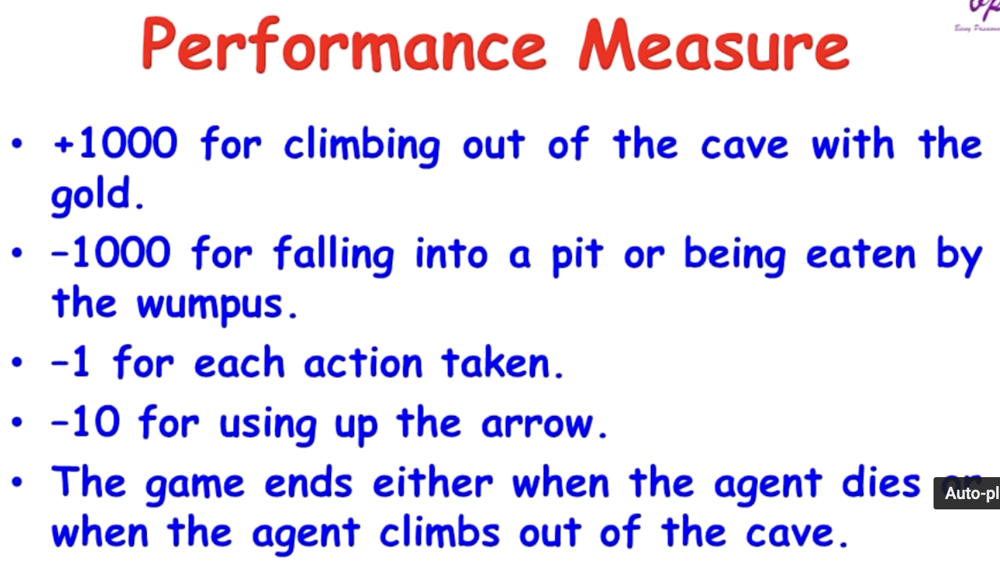 Performance Measure
• +1000 for climbing out of the cave with the
gold.
• –1000 for falling into a pit or being eaten by
the wumpus.
• –1 for each action taken.
• –10 for using up the arrow.
• The game ends either when the agent dies or
Auto-pl
when the agent climbs out of the cave.